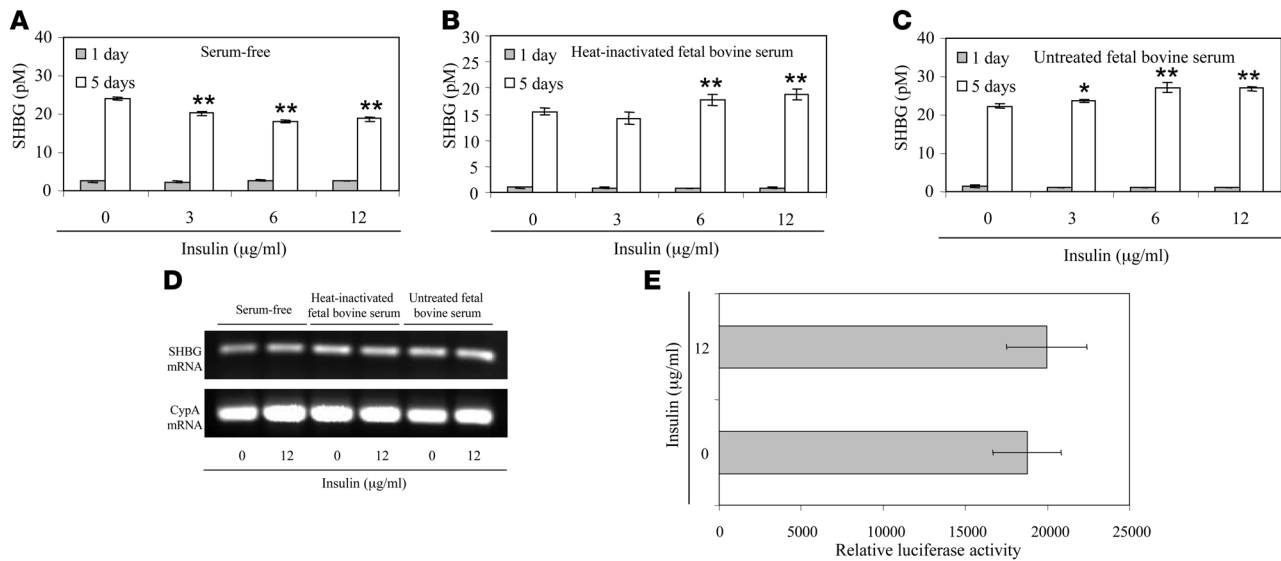 A
Serum-free
1 day
5 days
SHBG (pM)
40
30
20
10
0
** ** **
0 3 6 12
Insulin (μg/ml)
B
Heat-inactivated fetal bovine serum
1 day
5 days
SHBG (pM)
30
25
20
15
10
5
0
** **
0 3 6 12
Insulin (μg/ml)
C
Untreated fetal bovine serum
1 day
5 days
SHBG (pM)
40
30
20
10
0
* ** **
0 3 6 12
Insulin (μg/ml)
D
Serum-free
Heat-inactivated
fetal bovine serum
Untreated fetal
bovine serum
SHBG
mRNA
CypA
mRNA
0 12 0 12 0 12
Insulin (μg/ml)
E
Insulin (μg/ml)
12
0
0 5000 10000 15000 20000 25000
Relative luciferase activity